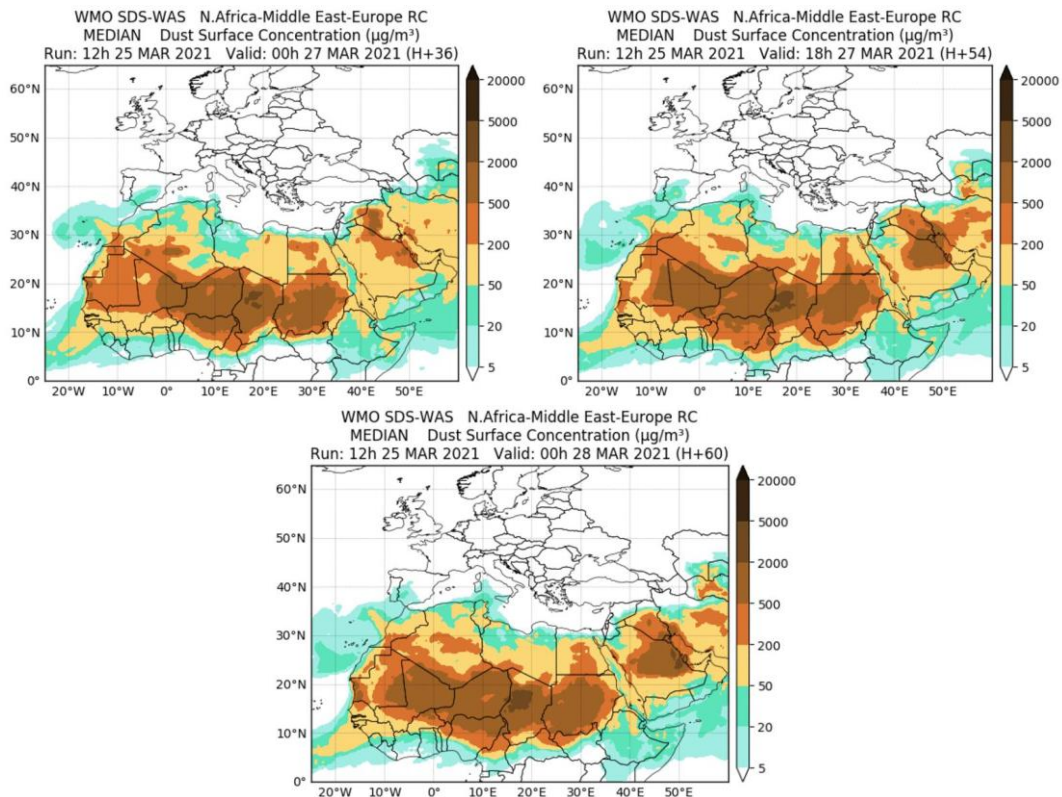 WMO SDS-WAS N.Africa-Middle East-Europe RC
MEDIAN Dust Surface Concentration (µg/m³)
Run: 12h 25 MAR 2021 Valid: 00h 27 MAR 2021 (H+36)
60°N
50°N
40°N
30°N
20°N
10°N
0°
20°W
10°W
0°
10°E
20°E
30°E
40°E
50°E
20000
5000
2000
500
200
50
20
5
WMO SDS-WAS N.Africa-Middle East-Europe RC
MEDIAN Dust Surface Concentration (µg/m³)
Run: 12h 25 MAR 2021 Valid: 18h 27 MAR 2021 (H+54)
60°N
50°N
40°N
30°N
20°N
10°N
0°
20°W
10°W
0°
10°E
20°E
30°E
40°E
50°E
20000
5000
2000
500
200
50
20
5
WMO SDS-WAS N.Africa-Middle East-Europe RC
MEDIAN Dust Surface Concentration (µg/m³)
Run: 12h 25 MAR 2021 Valid: 00h 28 MAR 2021 (H+60)
60°N
50°N
40°N
30°N
20°N
10°N
0°
20°W
10°W
0°
10°E
20°E
30°E
40°E
50°E
20000
5000
2000
500
200
50
20
5